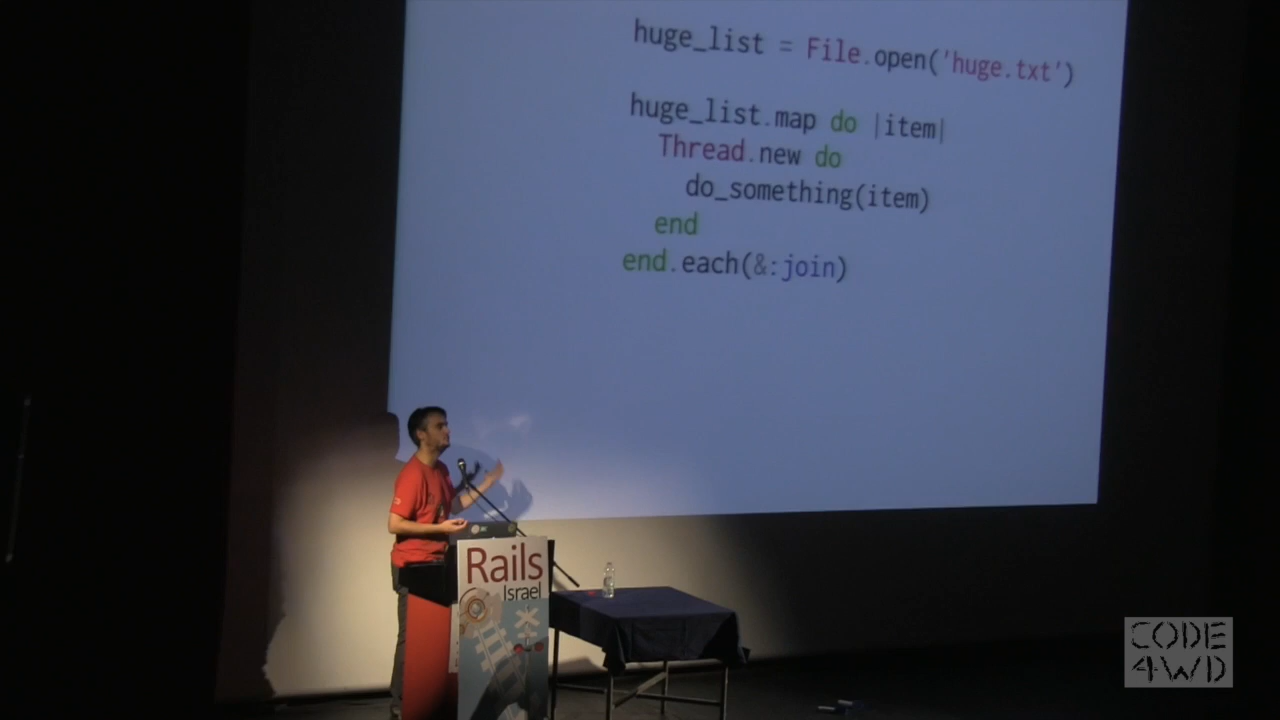 huge_list = File.open('huge.txt')
huge_list.map do |item|
Thread.new do
do_something(item)
end
end.each(&:join)
Rails
Israel
CODE
4WD